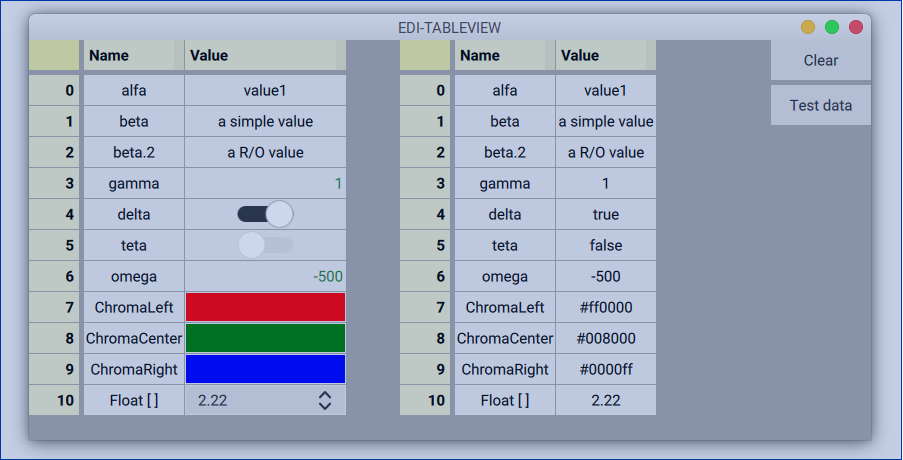 EDI-TABLEVIEW
Name Value Name Value Clear
0 alfa value1 0 alfa value1
Test data
1 beta a simple value 1 beta a simple value
2 beta.2 a R/O value 2 beta.2 a R/O value
3 gamma 1 3 gamma 1
4 delta 4 delta true
5 teta 5 teta false
6 omega -500 6 omega -500
7 ChromaLeft 7 ChromaLeft #ff0000
8 ChromaCenter 8 ChromaCenter #008000
9 ChromaRight 9 ChromaRight #0000ff
10 Float [ ] 2.22 10 Float [ ] 2.22